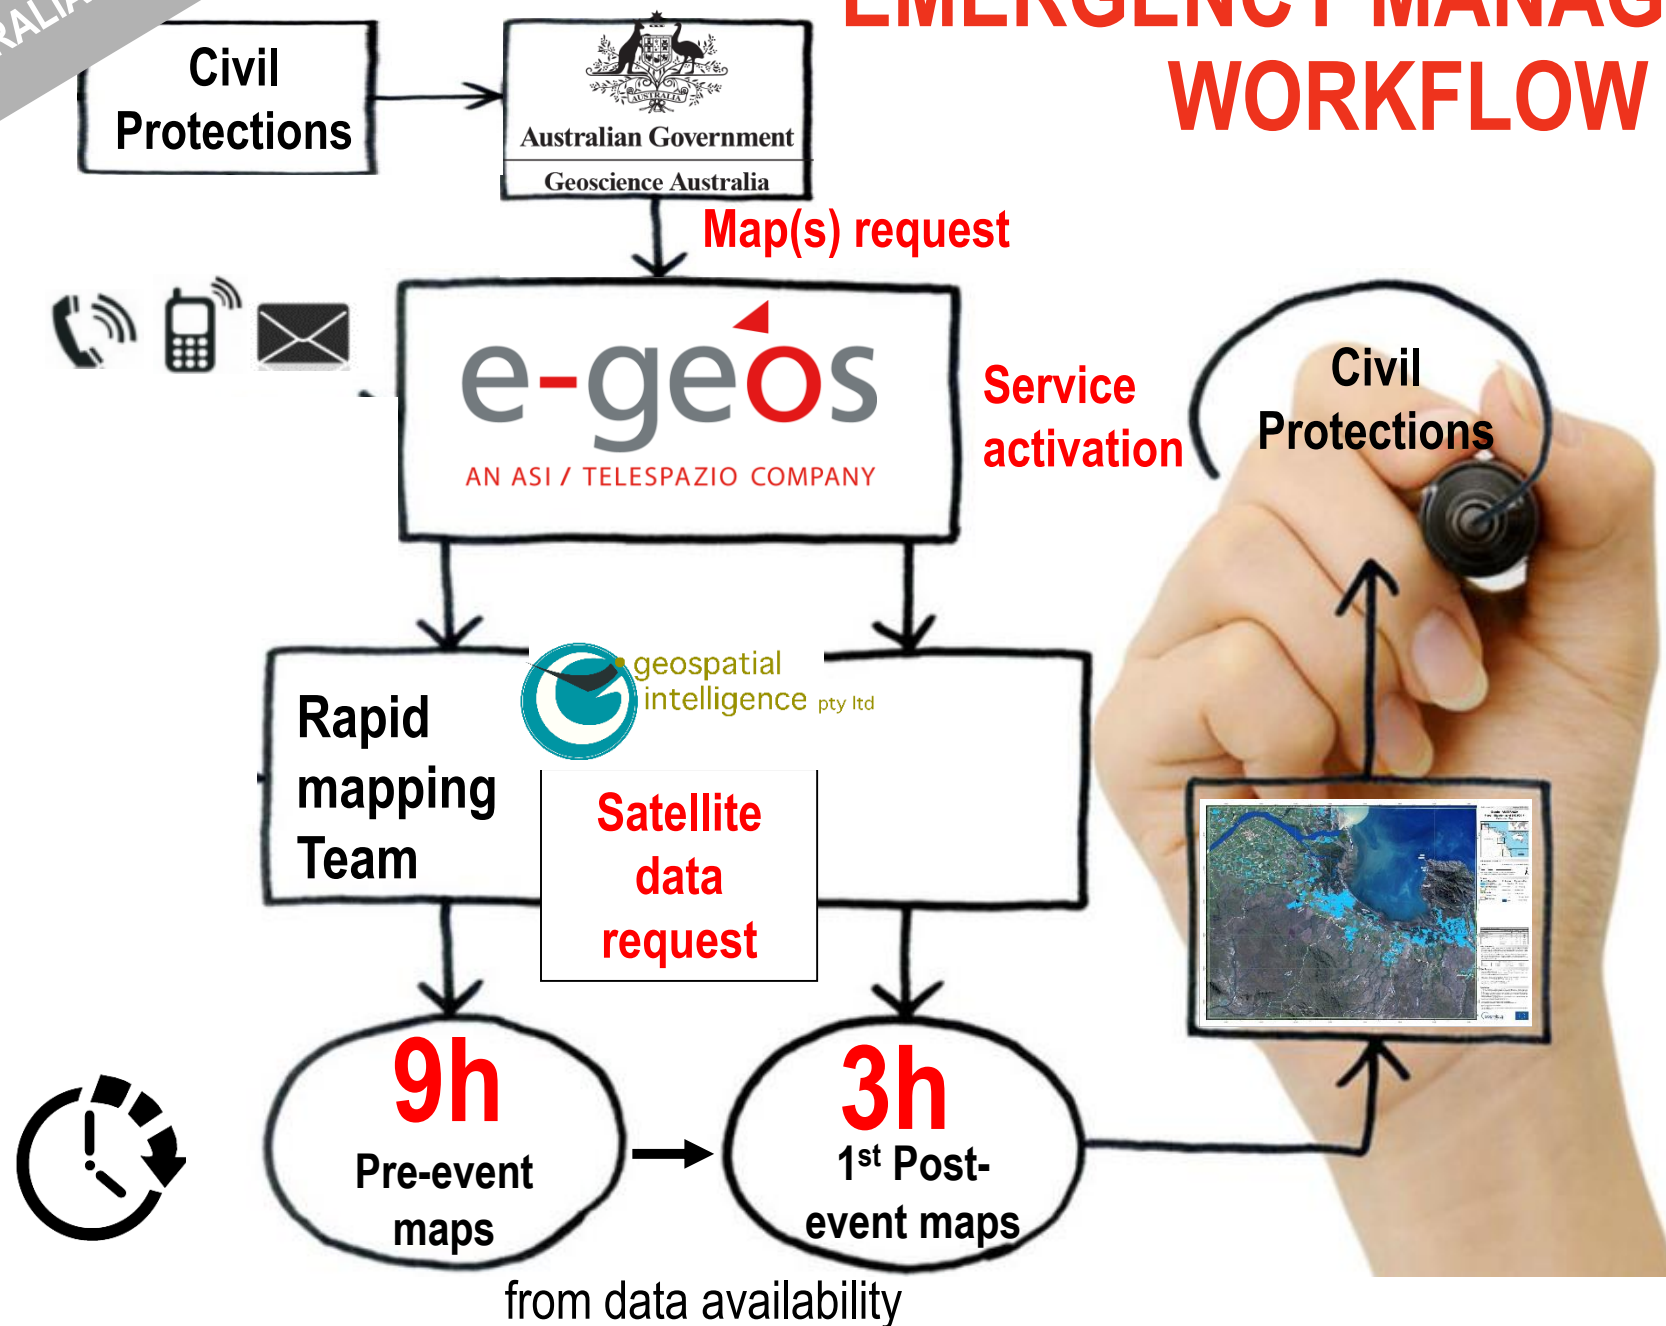 EMERGENCY MANAG
WORKFLOW
Civil
Protections
AUSTRALIA
Australian Government
Geoscience Australia
Map(s) request
e-geos
AN ASI / TELESPAZIO COMPANY
Service
activation
Civil
Protections
geospatial
intelligence pty ltd
Rapid
mapping
Team
Satellite
data
request
9h
Pre-event
maps
3h
1st Post-
event maps
from data availability